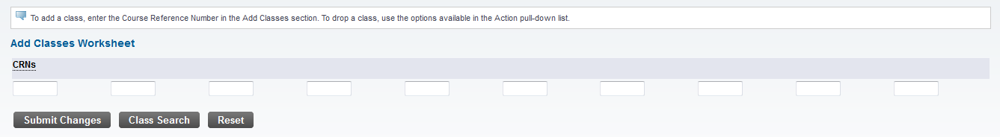 To add a class, enter the Course Reference Number in the Add Classes section. To drop a class, use the options available in the Action pull-down list.
Add Classes Worksheet
CRNs
Submit Changes Class Search Reset